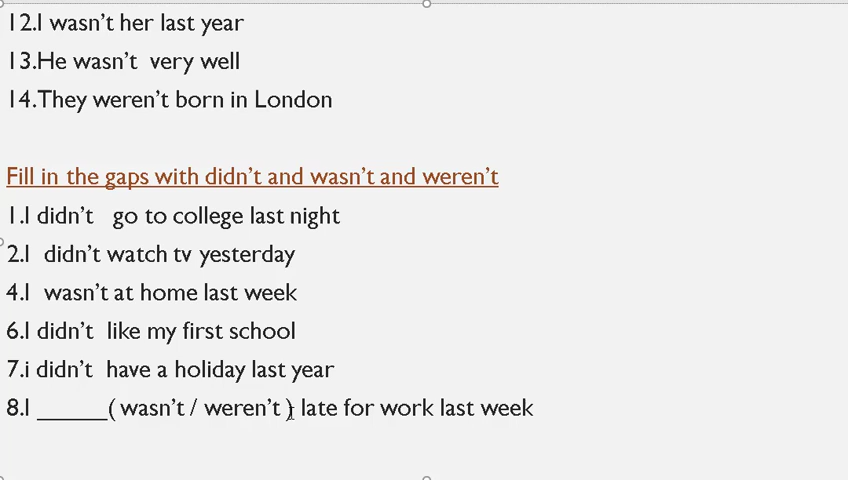 12.I wasn't her last year
13.He wasn't very well
14.They weren't born in London
Fill in the gaps with didn't and wasn't and weren't
1.I didn't go to college last night
2.I didn't watch tv yesterday
4.I wasn't at home last week
6.I didn't like my first school
7.i didn't have a holiday last year
8.I ______( wasn't / weren't ) late for work last week